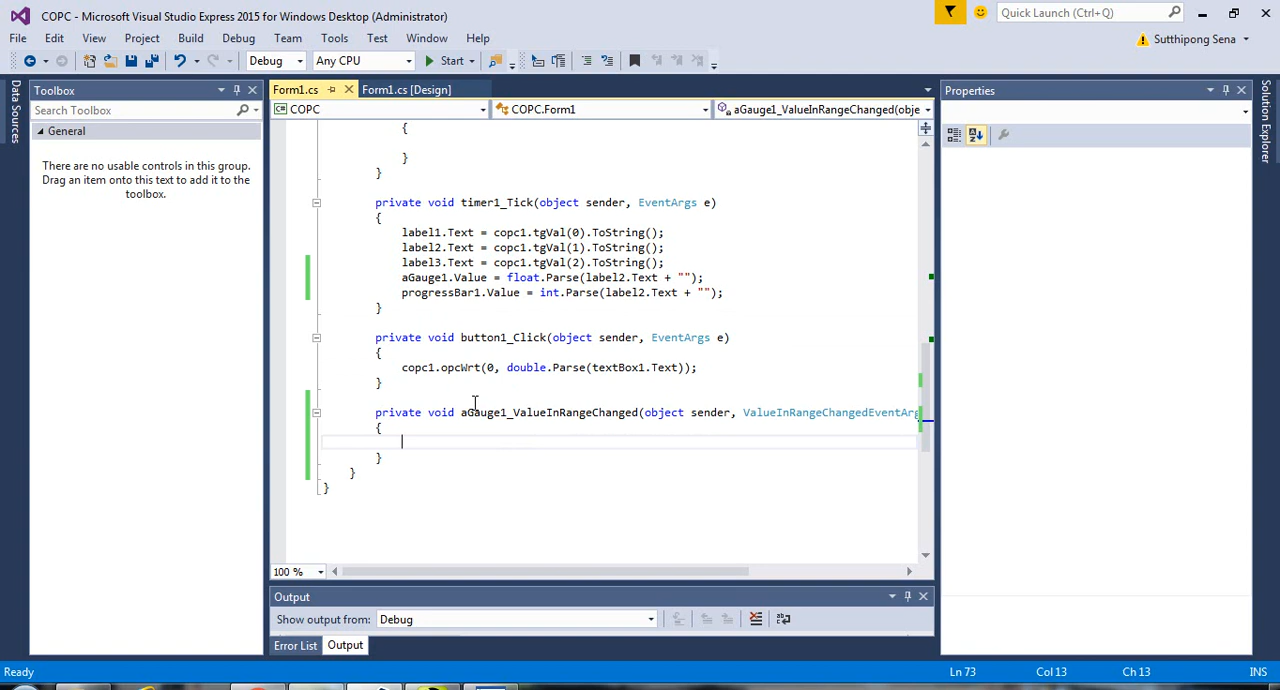 COPC - Microsoft Visual Studio Express 2015 for Windows Desktop (Administrator)
Quick Launch (Ctrl+Q)
File Edit View Project Build Debug Team Tools Test Window Help
Sutthipong Sena
Debug Any CPU Start
Data Sources
Toolbox
Search Toolbox
General
There are no usable controls in this group.
Drag an item onto this text to add it to the
toolbox.
Form1.cs Form1.cs [Design]
COPC COPC.Form1 aGauge1_ValueInRangeChanged(obje
{
}
}
private void timer1_Tick(object sender, EventArgs e)
{
label1.Text = copc1.tgVal(0).ToString();
label2.Text = copc1.tgVal(1).ToString();
label3.Text = copc1.tgVal(2).ToString();
aGauge1.Value = float.Parse(label2.Text + "");
progressBar1.Value = int.Parse(label2.Text + "");
}
private void button1_Click(object sender, EventArgs e)
{
copc1.opcWrt(0, double.Parse(textBox1.Text));
}
private void aGauge1_ValueInRangeChanged(object sender, ValueInRangeChangedEventArg
{
}
}
}
100 %
Output
Show output from: Debug
Error List Output
Properties
Solution Explorer
Ready
Ln 73 Col 13 Ch 13 INS